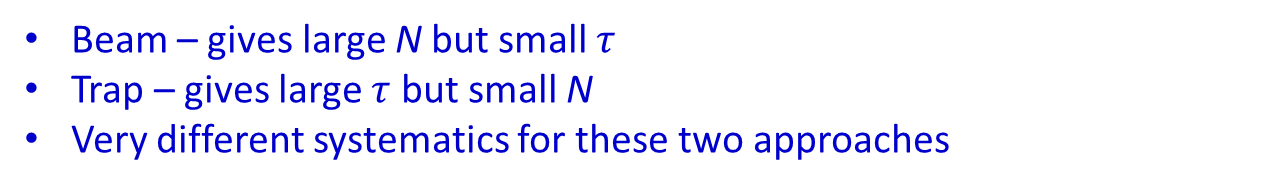 • Beam – gives large N but small τ
• Trap – gives large τ but small N
• Very different systematics for these two approaches